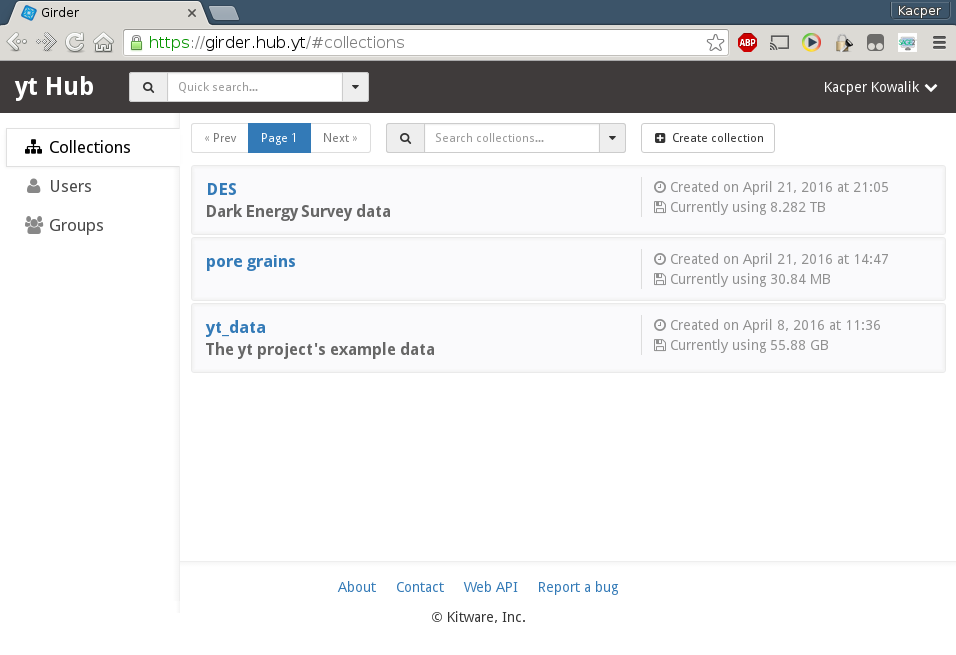 Girder
Kacper
https://girder.hub.yt/#collections
ABP
yt Hub
Quick search...
Kacper Kowalik
Collections
Users
Groups
« Prev
Page 1
Next »
Search collections...
Create collection
DES
Dark Energy Survey data
Created on April 21, 2016 at 21:05
Currently using 8.282 TB
pore grains
Created on April 21, 2016 at 14:47
Currently using 30.84 MB
yt_data
The yt project's example data
Created on April 8, 2016 at 11:36
Currently using 55.88 GB
About Contact Web API Report a bug
© Kitware, Inc.